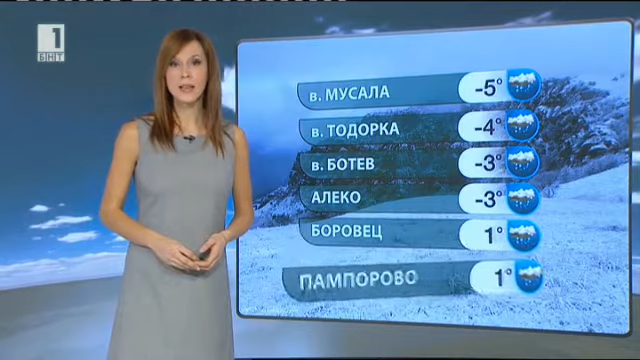 1
БНТ
в. МУСАЛА -5°
в. ТОДОРКА -4°
в. БОТЕВ -3°
АЛЕКО -3°
БОРОВЕЦ 1°
ПАМПОРОВО 1°